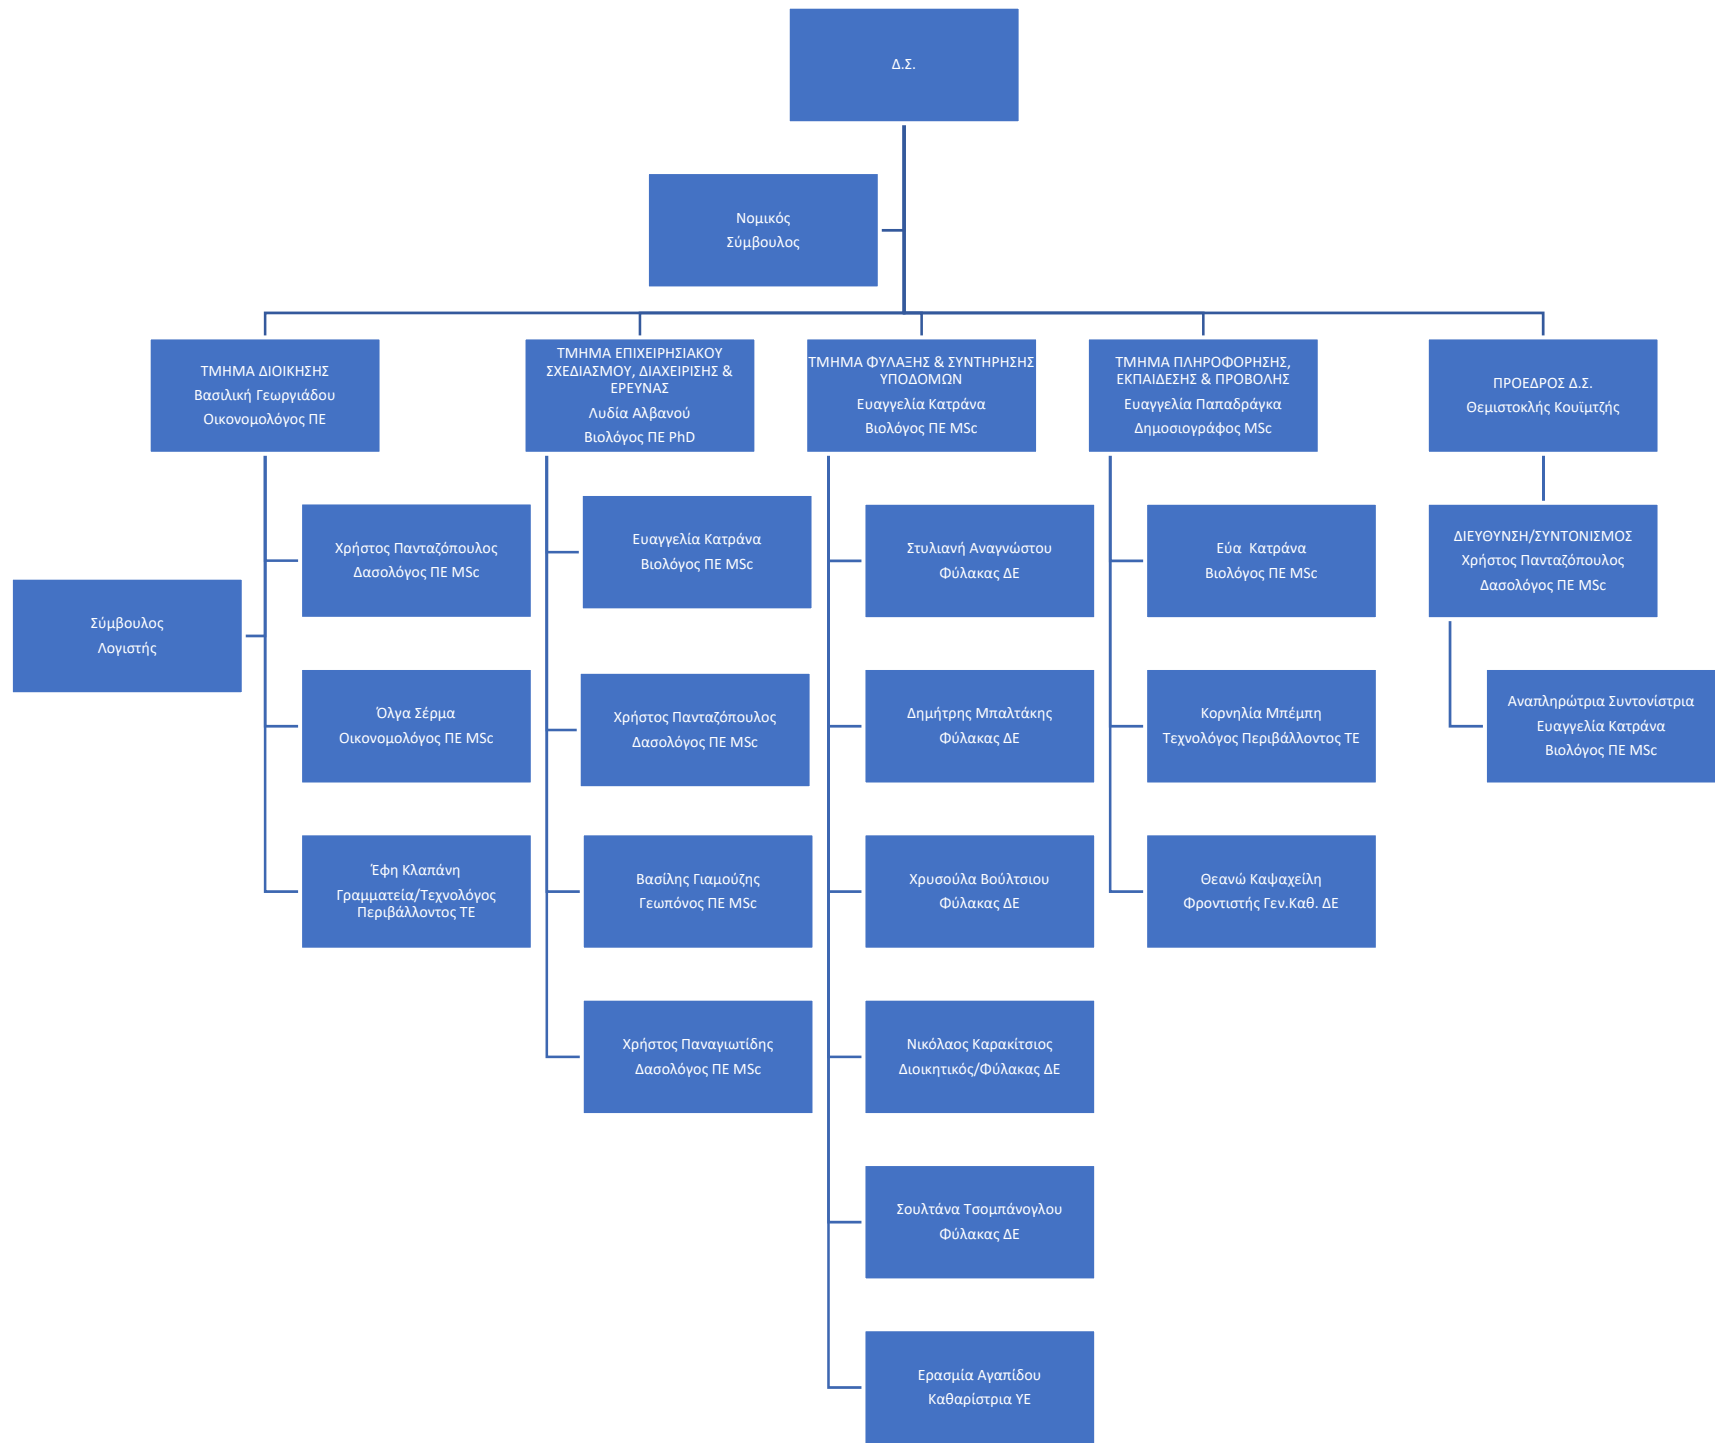 Δ.Σ.
Νομικός
Σύμβουλος
ΤΜΗΜΑ ΔΙΟΙΚΗΣΗΣ
Βασιλική Γεωργιάδου
Οικονομολόγος ΠΕ
Χρήστος Πανταζόπουλος
Δασολόγος ΠΕ MSc
Σύμβουλος
Λογιστής
Όλγα Σέρμα
Οικονομολόγος ΠΕ MSc
Έφη Κλαπάνη
Γραμματεία/Τεχνολόγος
Περιβάλλοντος ΤΕ
ΤΜΗΜΑ ΕΠΙΧΕΙΡΗΣΙΑΚΟΥ
ΣΧΕΔΙΑΣΜΟΥ, ΔΙΑΧΕΙΡΙΣΗΣ &
ΕΡΕΥΝΑΣ
Λυδία Αλβανού
Βιολόγος ΠΕ PhD
Ευαγγελία Κατράνα
Βιολόγος ΠΕ MSc
Χρήστος Πανταζόπουλος
Δασολόγος ΠΕ MSc
Βασίλης Γιαμούζης
Γεωπόνος ΠΕ MSc
Χρήστος Παναγιωτίδης
Δασολόγος ΠΕ MSc
ΤΜΗΜΑ ΦΥΛΑΞΗΣ & ΣΥΝΤΗΡΗΣΗΣ
ΥΠΟΔΟΜΩΝ
Ευαγγελία Κατράνα
Βιολόγος ΠΕ MSc
Στυλιανή Αναγνώστου
Φύλακας ΔΕ
Δημήτρης Μπαλτάκης
Φύλακας ΔΕ
Χρυσούλα Βούλτσιου
Φύλακας ΔΕ
Νικόλαος Καρακίτσιος
Διοικητικός/Φύλακας ΔΕ
Σουλτάνα Τσομπάνογλου
Φύλακας ΔΕ
Ερασμία Αγαπίδου
Καθαρίστρια ΥΕ
ΤΜΗΜΑ ΠΛΗΡΟΦΟΡΗΣΗΣ,
ΕΚΠΑΙΔΕΣΗΣ & ΠΡΟΒΟΛΗΣ
Ευαγγελία Παπαδράγκα
Δημοσιογράφος MSc
Εύα  Κατράνα
Βιολόγος ΠΕ MSc
Κορνηλία Μπέμπη
Τεχνολόγος Περιβάλλοντος ΤΕ
Θεανώ Καψαχείλη
Φροντιστής Γεν.Καθ. ΔΕ
ΠΡΟΕΔΡΟΣ Δ.Σ.
Θεμιστοκλής Κουϊμτζής
ΔΙΕΥΘΥΝΣΗ/ΣΥΝΤΟΝΙΣΜΟΣ
Χρήστος Πανταζόπουλος
Δασολόγος ΠΕ MSc
Αναπληρώτρια Συντονίστρια
Ευαγγελία Κατράνα
Βιολόγος ΠΕ MSc